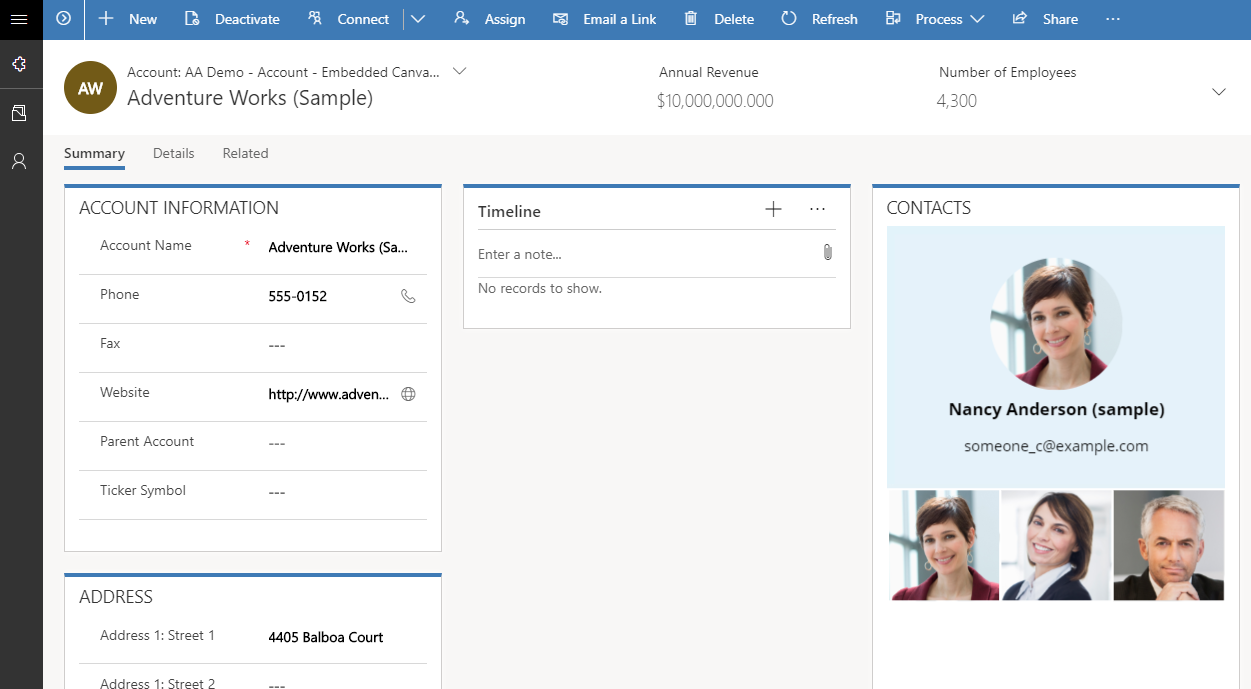 New
Deactivate
Connect
Assign
Email a Link
Delete
Refresh
Process
Share
AW
Account: AA Demo - Account - Embedded Canva...
Adventure Works (Sample)
Annual Revenue
$10,000,000.000
Number of Employees
4,300
Summary
Details
Related
ACCOUNT INFORMATION
Account Name * Adventure Works (Sa...
Phone 555-0152
Fax ---
Website http://www.adven...
Parent Account ---
Ticker Symbol ---
ADDRESS
Address 1: Street 1 4405 Balboa Court
Address 1: Street 2 ---
Timeline
Enter a note...
No records to show.
CONTACTS
Nancy Anderson (sample)
someone_c@example.com